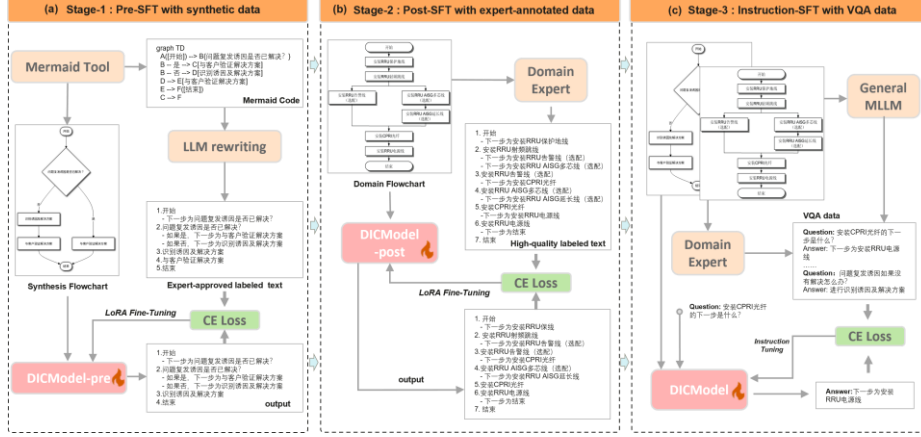 (a) Stage-1 : Pre-SFT with synthetic data
Mermaid Tool
graph TD
A([开始]) --> B{问题复发诱因是否已解决？}
B -- 是 --> C[与客户验证解决方案]
B -- 否 --> D[识别诱因及解决方案]
D --> E[与客户验证解决方案]
E --> F([结束])
C --> F
Mermaid Code
LLM rewriting
Synthesis Flowchart
1.开始
- 下一步为问题复发诱因是否已解决?
2.问题复发诱因是否已解决?
- 如果是，下一步为与客户验证解决方案
- 如果否，下一步为识别诱因及解决方案
3.识别诱因及解决方案
4.与客户验证解决方案
5.结束
Expert-approved labeled text
LoRA Fine-Tuning
CE Loss
DICModel-pre
1.开始
- 下一步为问题复发诱因是否已解决?
2.问题复发诱因是否已解决?
- 如果是，下一步为与客户验证解决方案
- 如果否，下一步为与客户验证解决方案
3.识别诱因及解决方案
4.结束
output
(b) Stage-2 : Post-SFT with expert-annotated data
Domain Flowchart
Domain
Expert
1. 开始
- 下一步为安装RRU保护地线
2. 安装RRU射频跳线
- 下一步为安装RRU告警线（选配）
- 下一步为安装RRU AISG多芯线（选配）
3.安装RRU告警线（选配）
- 下一步为安装CPRI光纤
4.安装RRU AISG多芯线（选配）
- 下一步为安装RRU AISG延长线（选配）
5.安装CPRI光纤
-下一步为安装RRU电源线
6.安装RRU电源线
- 下一步为结束
7. 结束
High-quality labeled text
DICModel
-post
LoRA Fine-Tuning
CE Loss
output
1. 开始
- 下一步为安装RRU保线
2. 安装RRU射频跳线
- 下一步为安装RRU告警线（选配）
3.安装RRU告警线（选配）
- 下一步为安装CPRI光纤
4.安装RRU AISG多芯线（选配）
- 下一步为安装RRU AISG延长线
5.安装CPRI光纤
6.安装RRU电源线
- 下一步为结束
7. 结束
(c) Stage-3 : Instruction-SFT with VQA data
General
MLLM
Domain
Expert
VQA data
Question: 安装CPRI光纤的下一
步是什么?
Answer: 下一步为安装RRU电源
线
......
Question：问题复发诱因如果没
有解决怎么办?
Answer: 进行识别诱因及解决方案
Question: 安装CPRI光纤
的下一步是什么?
CE Loss
Instruction
Tuning
DICModel
Answer:下一步为安装
RRU电源线